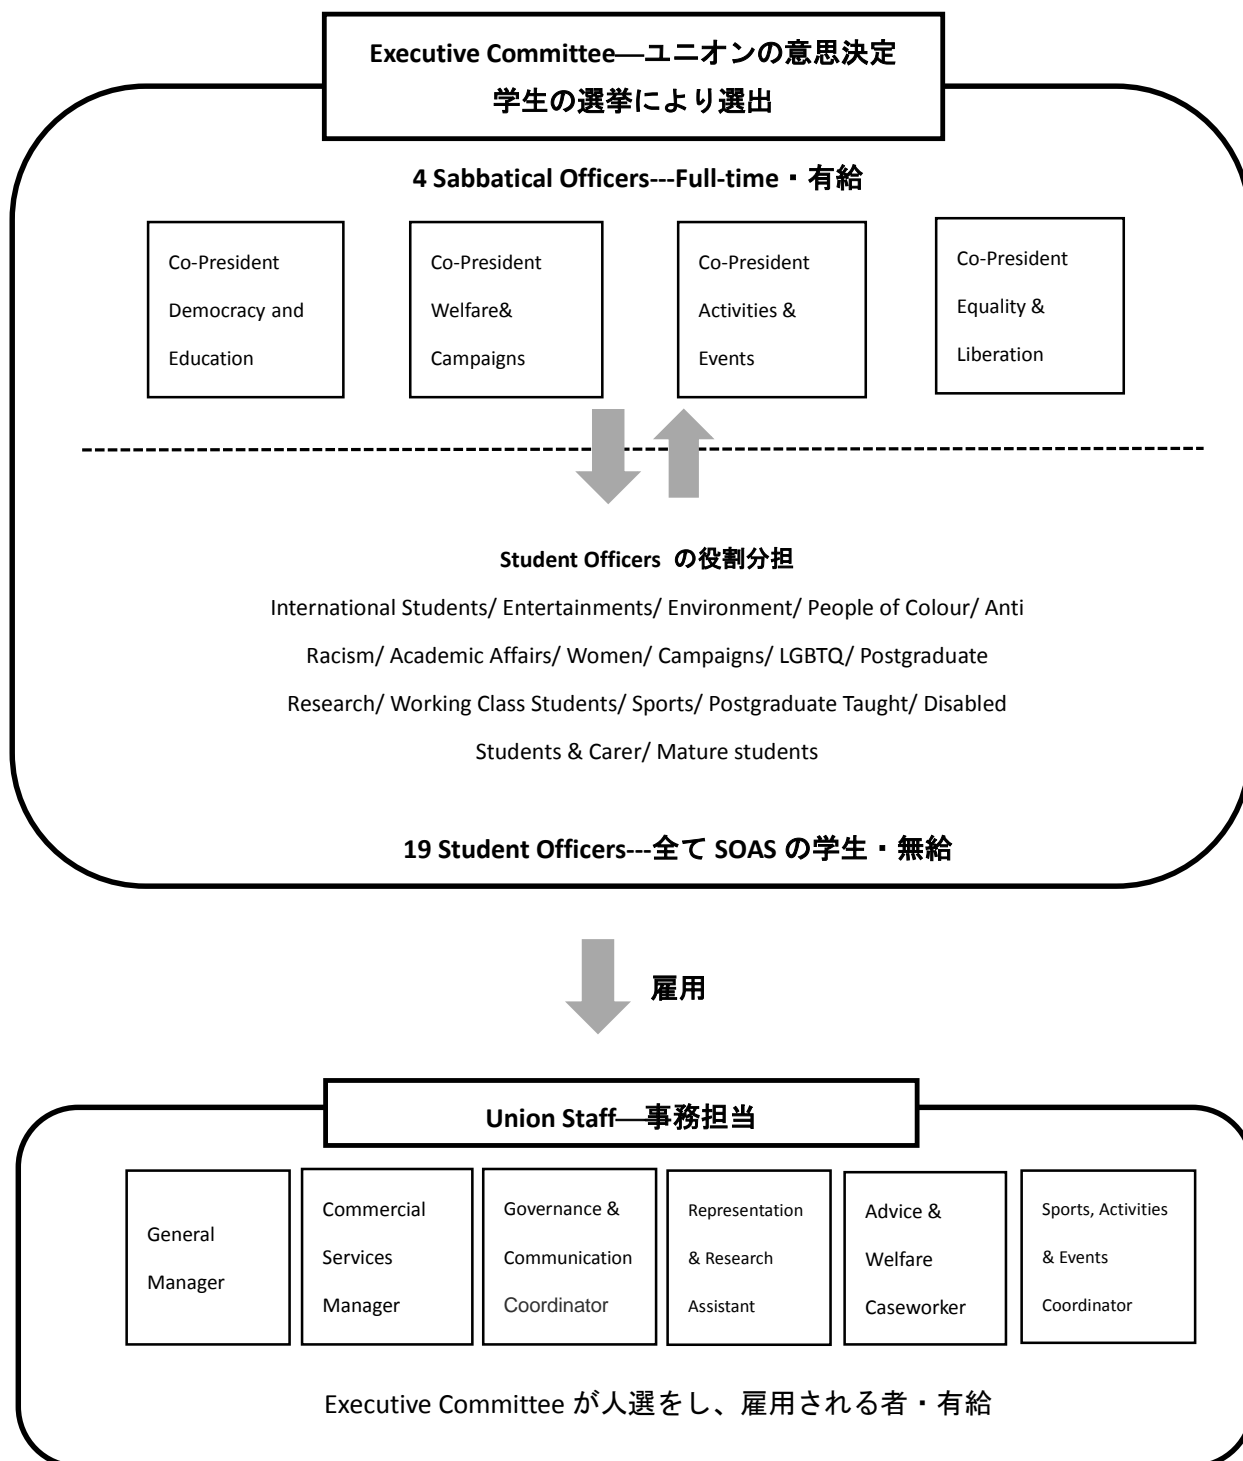 Executive Committee―ユニオンの意思決定
学生の選挙により選出
4 Sabbatical Officers---Full-time・有給
Co-President
Democracy and
Education
Co-President
Welfare&
Campaigns
Co-President
Activities &
Events
Co-President
Equality &
Liberation
Student Officers の役割分担
International Students/ Entertainments/ Environment/ People of Colour/ Anti
Racism/ Academic Affairs/ Women/ Campaigns/ LGBTQ/ Postgraduate
Research/ Working Class Students/ Sports/ Postgraduate Taught/ Disabled
Students & Carer/ Mature students
19 Student Officers---全て SOAS の学生・無給
雇用
Union Staff―事務担当
General
Manager
Commercial
Services
Manager
Governance &
Communication
Coordinator
Representation
& Research
Assistant
Advice &
Welfare
Caseworker
Sports, Activities
& Events
Coordinator
Executive Committee が人選をし、雇用される者・有給